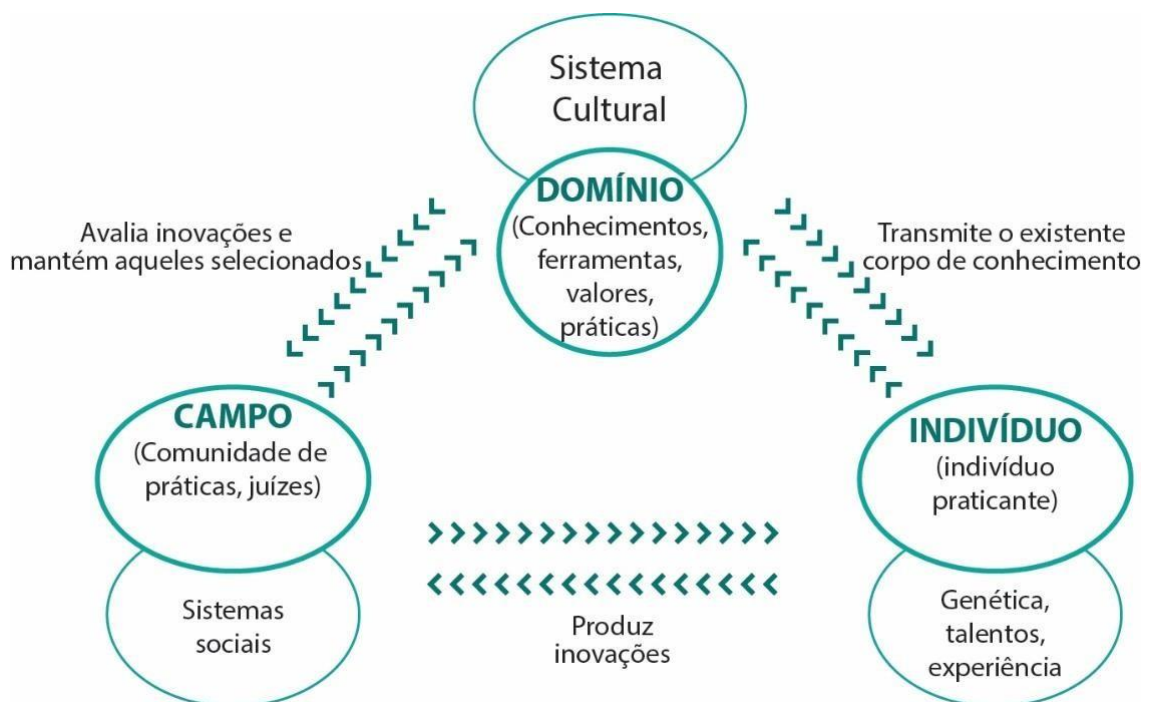 Sistema
Cultural
DOMÍNIO
(Conhecimentos,
ferramentas,
valores,
práticas)
Avalia inovações e
mantém aqueles selecionados
Transmite o existente
corpo de conhecimento
CAMPO
(Comunidade de
práticas, juízes)
INDIVÍDUO
(indivíduo
praticante)
Sistemas
sociais
Produz
inovações
Genética,
talentos,
experiência